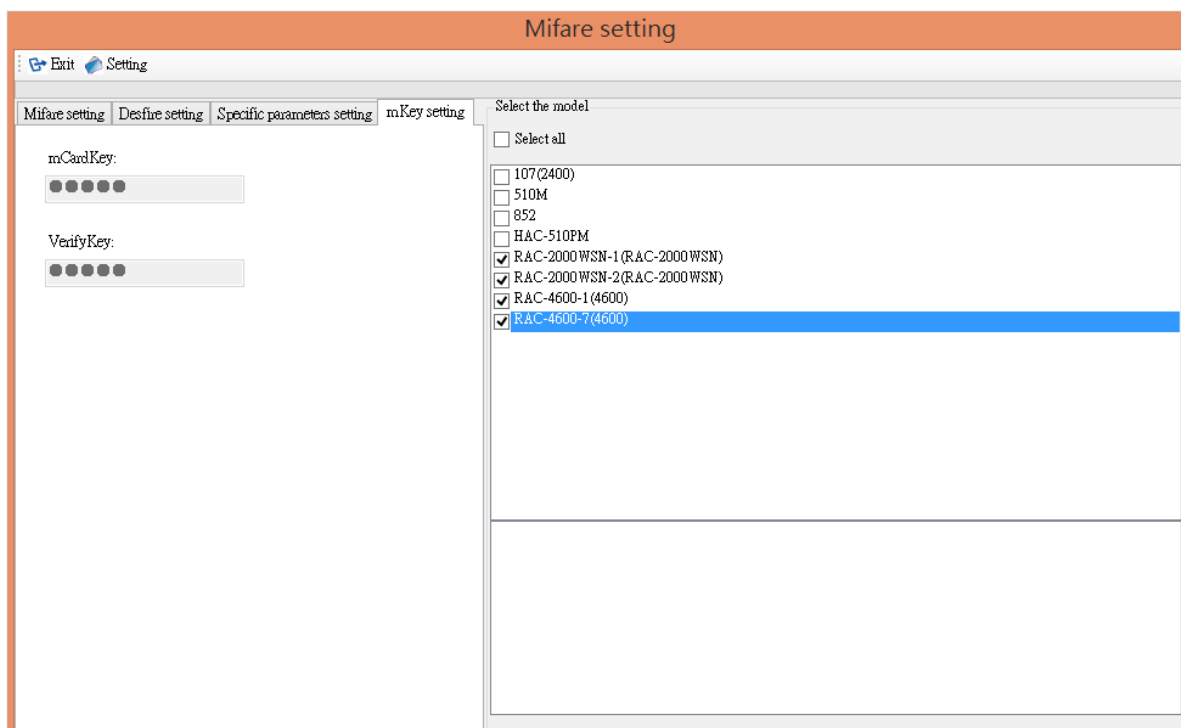 Mifare setting
Exit Setting
Mifare setting Desfire setting Specific parameters setting mKey setting
mCardKey:
●●●●●
VerifyKey:
●●●●●
Select the model
Select all
107(2400)
510M
852
HAC-510PM
RAC-2000WSN-1(RAC-2000WSN)
RAC-2000WSN-2(RAC-2000WSN)
RAC-4600-1(4600)
RAC-4600-7(4600)